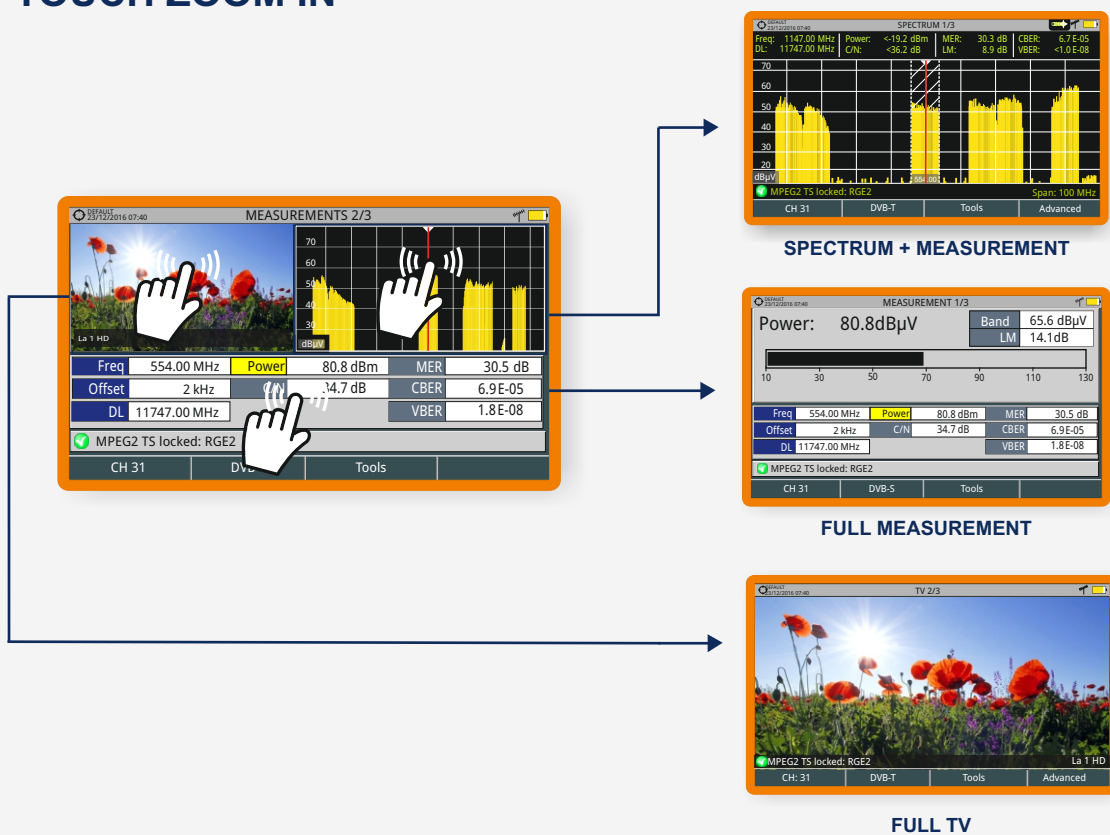 TOUCH ZOOM IN
DEFAULT
23/12/2016 07:40
MEASUREMENTS 2/3
70
60
50
40
30
dBµV
La 1 HD
Freq 554.00 MHz Power 80.8 dBm MER 30.5 dB
Offset 2 kHz C/N 34.7 dB CBER 6.9E-05
DL 11747.00 MHz VBER 1.8E-08
MPEG2 TS locked: RGE2
CH 31 Tools
DEFAULT
23/12/2016 07:40
SPECTRUM 1/3
Freq: 1147.00 MHz Power: <-19.2 dBm MER: 30.3 dB CBER: 6.7E-05
DL: 11747.00 MHz C/N: <36.2 dB LM: 8.9 dB VBER: <1.0E-08
70
60
50
40
30
20
dBµV
554.00
MPEG2 TS locked: RGE2 Span: 100 MHz
CH 31 DVB-T Tools Advanced
SPECTRUM + MEASUREMENT
DEFAULT
23/12/2016 07:40
MEASUREMENT 1/3
Power: 80.8dBµV Band 65.6 dBµV
LM 14.1dB
10 30 50 70 90 110 130
Freq 554.00 MHz Power 80.8 dBm MER 30.5 dB
Offset 2 kHz C/N 34.7 dB CBER 6.9E-05
DL 11747.00 MHz VBER 1.8E-08
MPEG2 TS locked: RGE2
CH 31 DVB-S Tools
FULL MEASUREMENT
DEFAULT
23/12/2016 07:40
TV 2/3
MPEG2 TS locked: RGE2 La 1 HD
CH: 31 DVB-T Tools Advanced
FULL TV